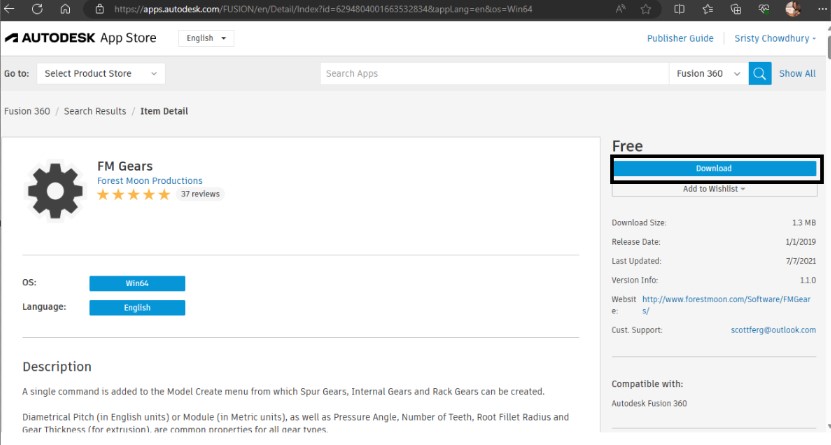 https://apps.autodesk.com/FUSION/en/Detail/Index?id=6294804001663532834&appLang=en&os=Win64
AUTODESK App Store
English
Publisher Guide
Sristy Chowdhury
Go to:
Select Product Store
Search Apps
Fusion 360
Show All
Fusion 360 / Search Results / Item Detail
FM Gears
Forest Moon Productions
37 reviews
OS:
Win64
Language:
English
Description
A single command is added to the Model Create menu from which Spur Gears, Internal Gears and Rack Gears can be created.
Diametrical Pitch (in English units) or Module (in Metric units), as well as Pressure Angle, Number of Teeth, Root Fillet Radius and
Gear Thickness (for extrusion), are common properties for all gear types.
Free
Download
Add to Wishlist
Download Size: 1.3 MB
Release Date: 1/1/2019
Last Updated: 7/7/2021
Version Info: 1.1.0
Websit http://www.forestmoon.com/Software/FMGear
e: s/
Cust. Support: scottferg@outlook.com
Compatible with:
Autodesk Fusion 360